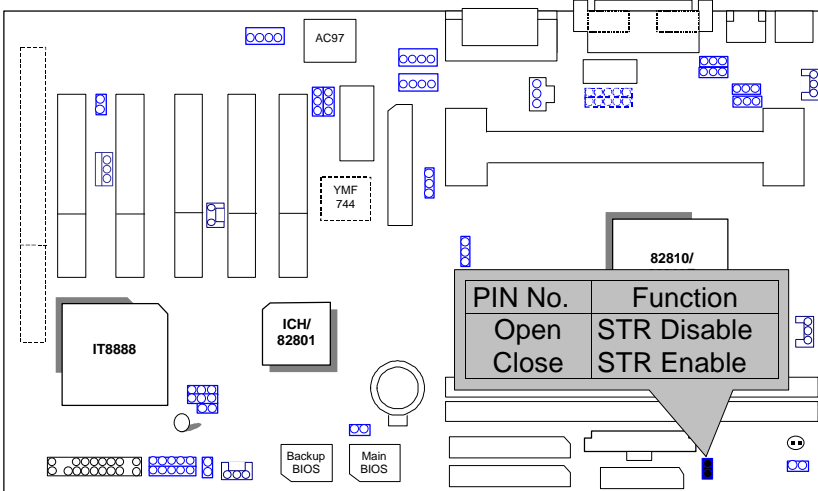 AC97
YMF
744
82810/
PIN No. Function
Open STR Disable
Close STR Enable
IT8888
ICH/
82801
Backup
BIOS
Main
BIOS